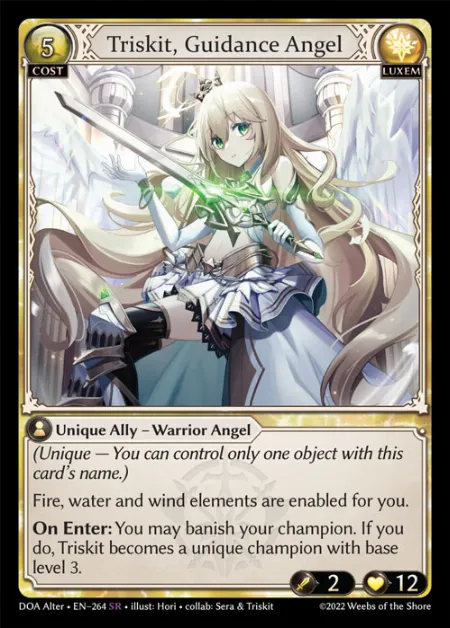 5
COST
Triskit, Guidance Angel
LUXEM
Unique Ally – Warrior Angel
(Unique — You can control only one object with this
card's name.)
Fire, water and wind elements are enabled for you.
On Enter: You may banish your champion. If you
do, Triskit becomes a unique champion with base
level 3.
2
12
DOA Alter • EN-264 SR • illust: Hori • collab: Sera & Triskit
©2022 Weebs of the Shore